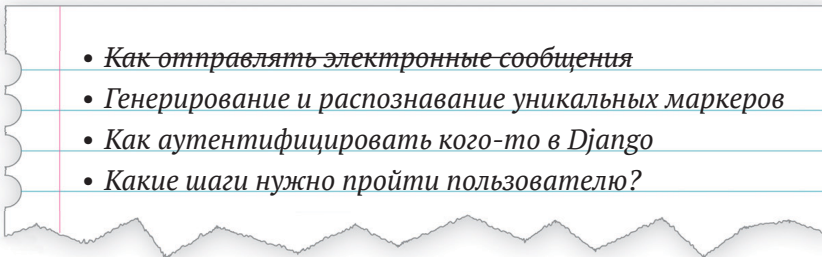 • Как отправлять электронные сообщения
• Генерирование и распознавание уникальных маркеров
• Как аутентифицировать кого-то в Django
• Какие шаги нужно пройти пользователю?